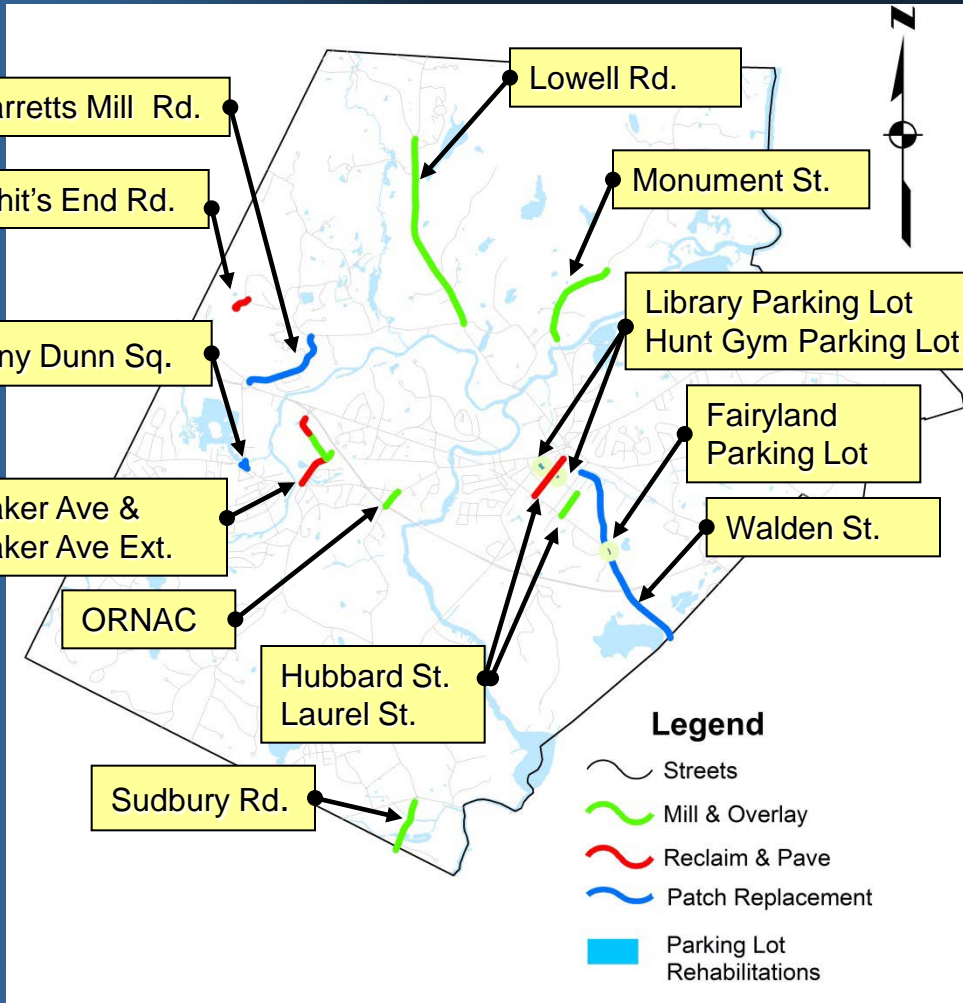 N
Lowell Rd.
arretts Mill Rd.
Monument St.
hit's End Rd.
Library Parking Lot
Hunt Gym Parking Lot
ny Dunn Sq.
Fairyland
Parking Lot
aker Ave &
aker Ave Ext.
Walden St.
ORNAC
Hubbard St.
Laurel St.
Sudbury Rd.
Legend
Streets
Mill & Overlay
Reclaim & Pave
Patch Replacement
Parking Lot
Rehabilitations